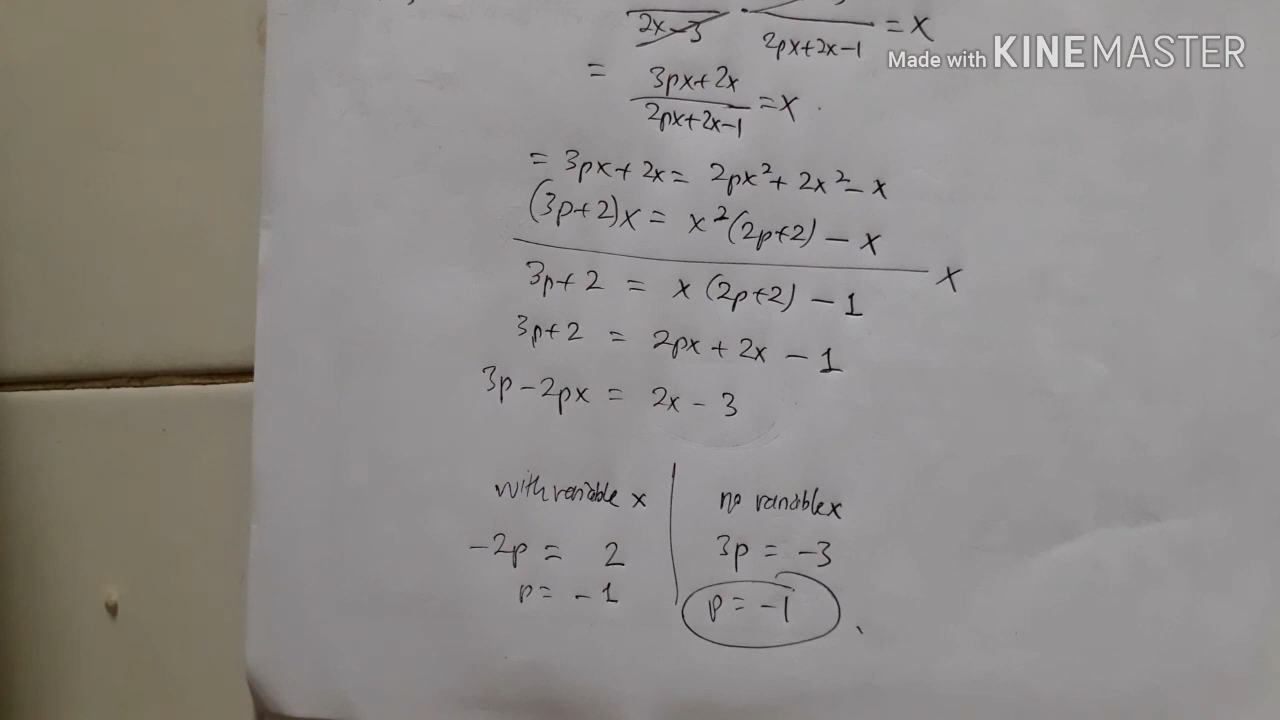 2x-3 · 2px+2x-1 = x
Made with KINEMASTER
= 3px+2x / 2px+2x-1 = x .
= 3px+2x = 2px²+2x²-x
(3p+2)x = x²(2p+2) - x
x
3p+2 = x(2p+2) - 1
3p+2 = 2px+2x-1
3p-2px = 2x-3
with variable x
-2p = 2
p = -1
no variable x
3p = -3
p = -1